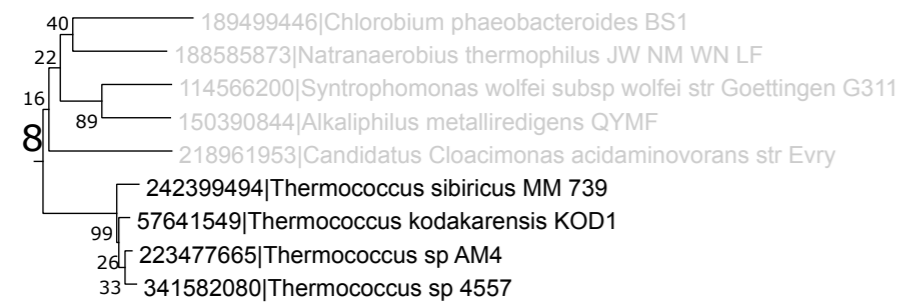 40
189499446|Chlorobium phaeobacteroides BS1
22
188585873|Natranaerobius thermophilus JW NM WN LF
16
114566200|Syntrophomonas wolfei subsp wolfei str Goettingen G311
89
150390844|Alkaliphilus metalliredigens QYMF
8
218961953|Candidatus Cloacimonas acidaminovorans str Evry
242399494|Thermococcus sibiricus MM 739
57641549|Thermococcus kodakarensis KOD1
99
223477665|Thermococcus sp AM4
26
341582080|Thermococcus sp 4557
33